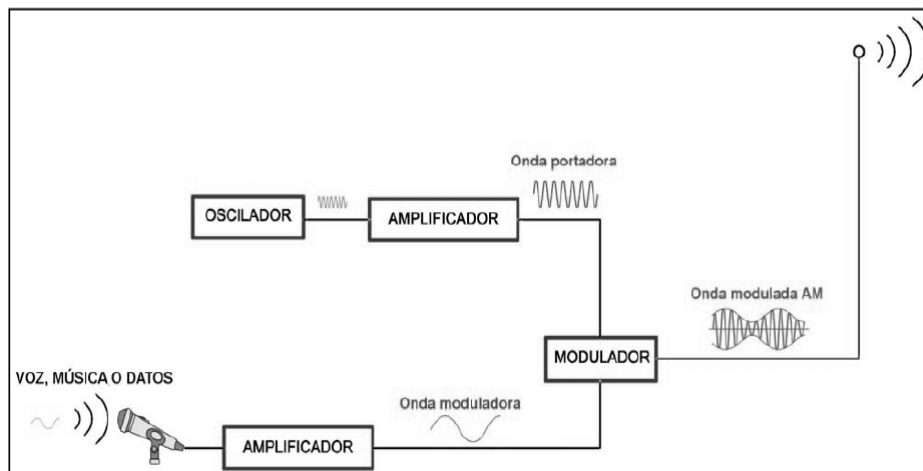 Onda portadora
OSCILADOR
AMPLIFICADOR
Onda modulada AM
MODULADOR
VOZ, MÚSICA O DATOS
Onda moduladora
AMPLIFICADOR